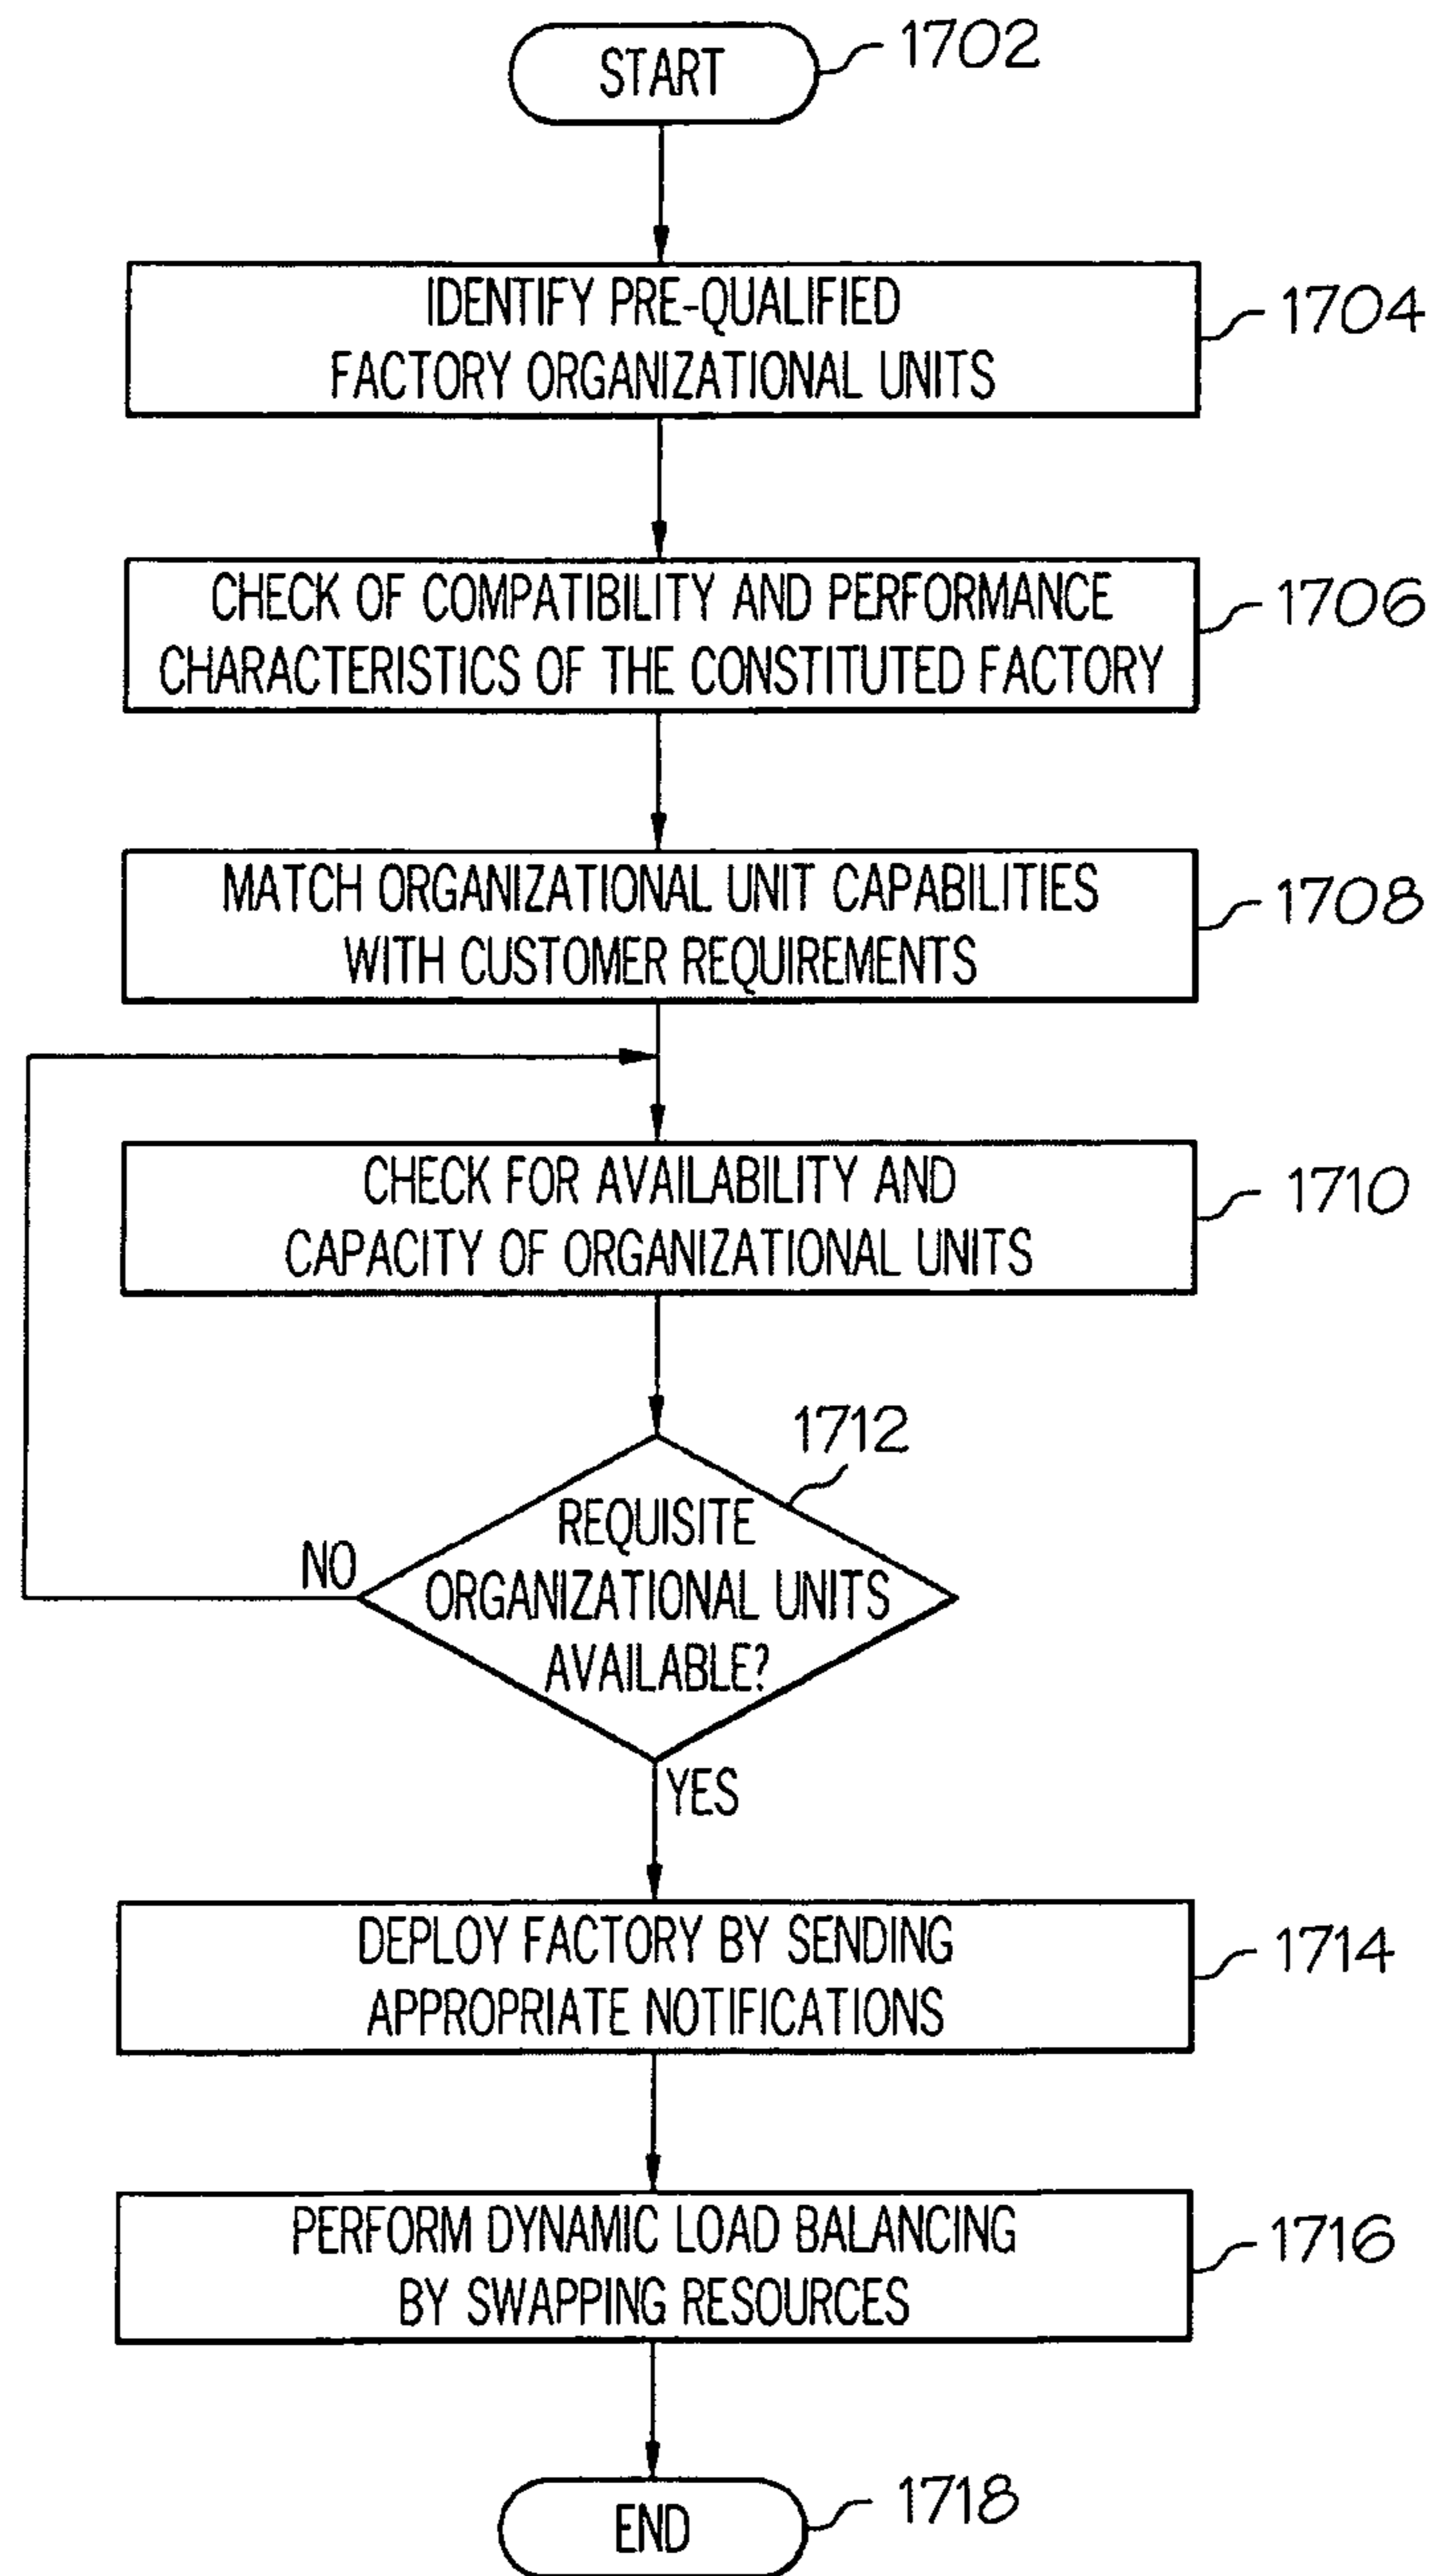 START
1702
IDENTIFY PRE-QUALIFIED
FACTORY ORGANIZATIONAL UNITS
1704
CHECK OF COMPATIBILITY AND PERFORMANCE
CHARACTERISTICS OF THE CONSTITUTED FACTORY
1706
MATCH ORGANIZATIONAL UNIT CAPABILITIES
WITH CUSTOMER REQUIREMENTS
1708
CHECK FOR AVAILABILITY AND
CAPACITY OF ORGANIZATIONAL UNITS
1710
1712
REQUISITE
ORGANIZATIONAL UNITS
AVAILABLE?
NO
YES
DEPLOY FACTORY BY SENDING
APPROPRIATE NOTIFICATIONS
1714
PERFORM DYNAMIC LOAD BALANCING
BY SWAPPING RESOURCES
1716
END
1718